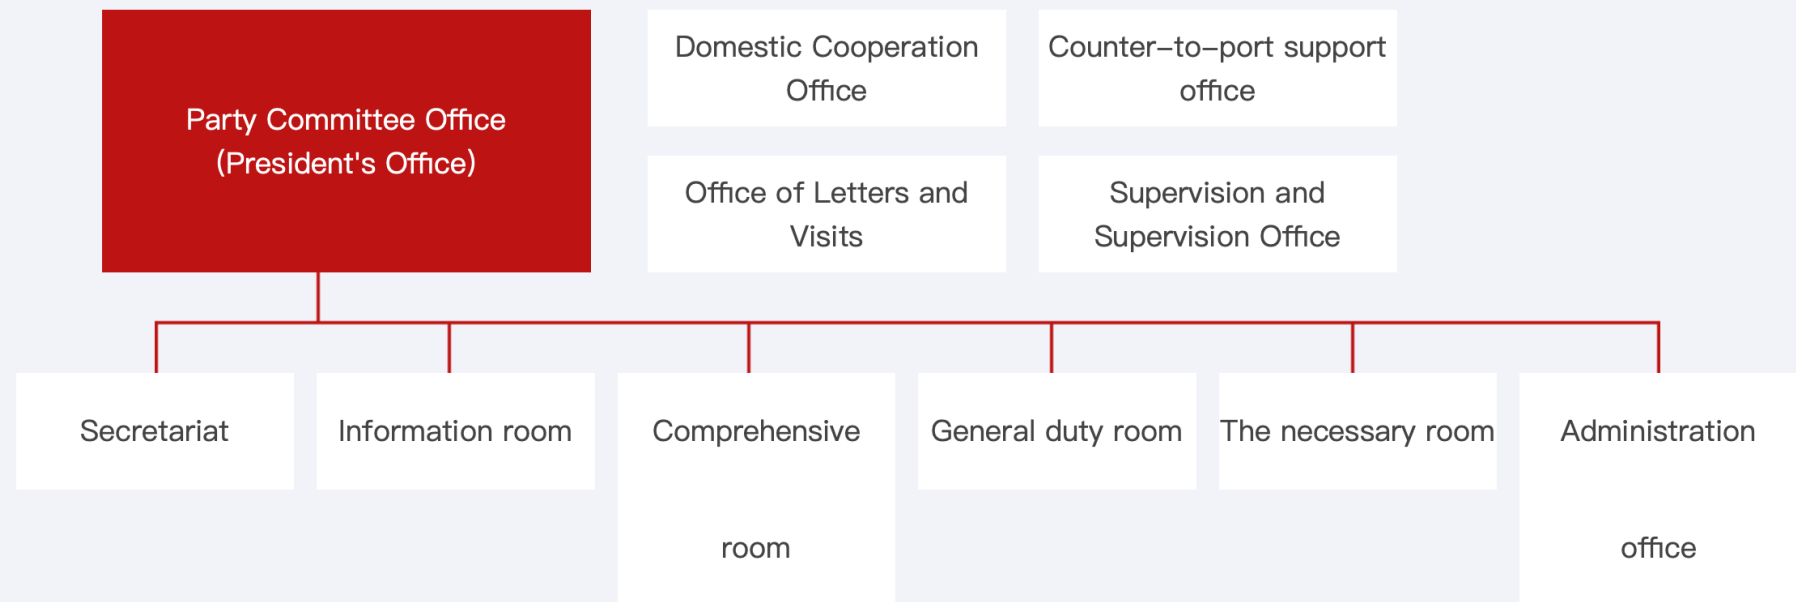 Party Committee Office
(President's Office)
Domestic Cooperation
Office
Counter-to-port support
office
Office of Letters and
Visits
Supervision and
Supervision Office
Secretariat
Information room
Comprehensive
room
General duty room
The necessary room
Administration
office